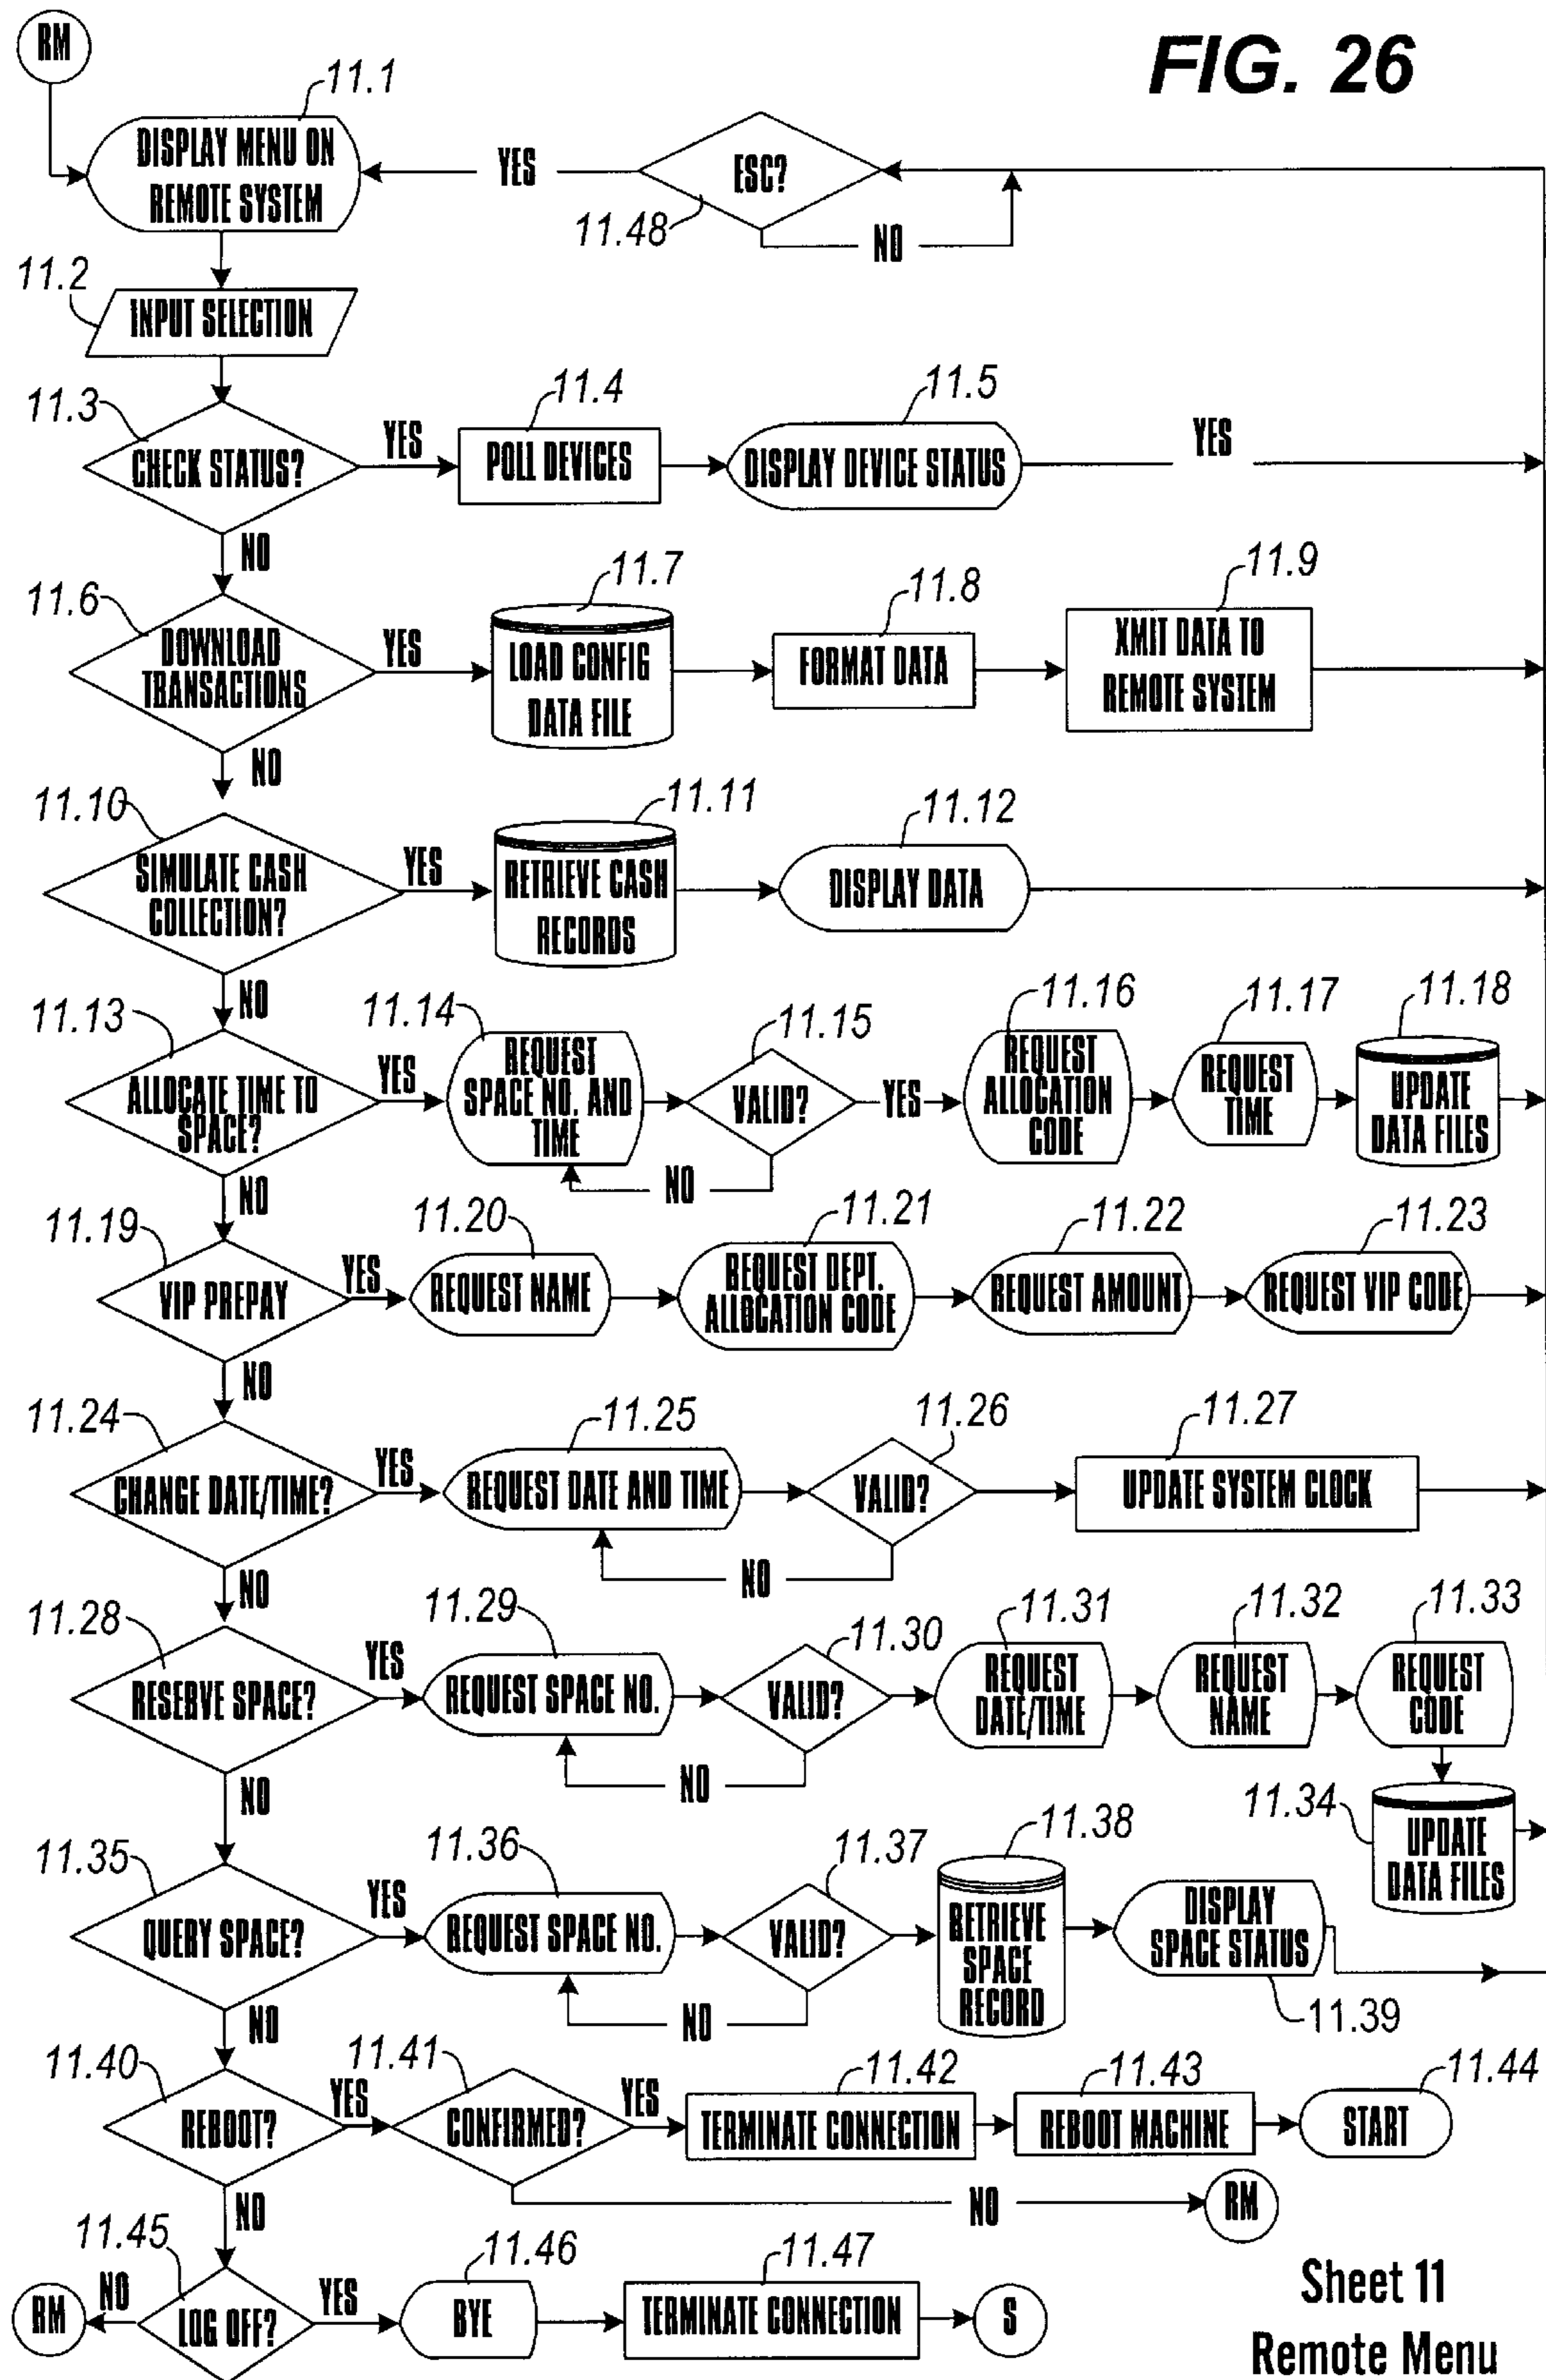 RM
FIG. 26
11.1
DISPLAY MENU ON
REMOTE SYSTEM
YES
ESC?
11.48
NO
11.2
INPUT SELECTION
11.3
CHECK STATUS?
YES
11.4
POLL DEVICES
11.5
DISPLAY DEVICE STATUS
YES
NO
11.6
DOWNLOAD
TRANSACTIONS
YES
11.7
LOAD CONFIG
DATA FILE
11.8
FORMAT DATA
11.9
XMIT DATA TO
REMOTE SYSTEM
NO
11.10
SIMULATE CASH
COLLECTION?
YES
11.11
RETRIEVE CASH
RECORDS
11.12
DISPLAY DATA
NO
11.13
ALLOCATE TIME TO
SPACE?
YES
11.14
REQUEST
SPACE NO. AND
TIME
11.15
VALID?
YES
NO
11.16
REQUEST
ALLOCATION
CODE
11.17
REQUEST
TIME
11.18
UPDATE
DATA FILES
NO
11.19
VIP PREPAY
YES
11.20
REQUEST NAME
11.21
REQUEST DEPT.
ALLOCATION CODE
11.22
REQUEST AMOUNT
11.23
REQUEST VIP CODE
NO
11.24
CHANGE DATE/TIME?
YES
11.25
REQUEST DATE AND TIME
11.26
VALID?
NO
11.27
UPDATE SYSTEM CLOCK
NO
11.28
RESERVE SPACE?
YES
11.29
REQUEST SPACE NO.
11.30
VALID?
NO
11.31
REQUEST
DATE/TIME
11.32
REQUEST
NAME
11.33
REQUEST
CODE
11.34
UPDATE
DATA FILES
NO
11.35
QUERY SPACE?
YES
11.36
REQUEST SPACE NO.
11.37
VALID?
NO
11.38
RETRIEVE
SPACE
RECORD
DISPLAY
SPACE STATUS
11.39
NO
11.40
REBOOT?
YES
11.41
CONFIRMED?
YES
11.42
TERMINATE CONNECTION
11.43
REBOOT MACHINE
11.44
START
NO
RM
NO
11.45
LOG OFF?
NO
RM
YES
11.46
BYE
11.47
TERMINATE CONNECTION
S
Sheet 11
Remote Menu